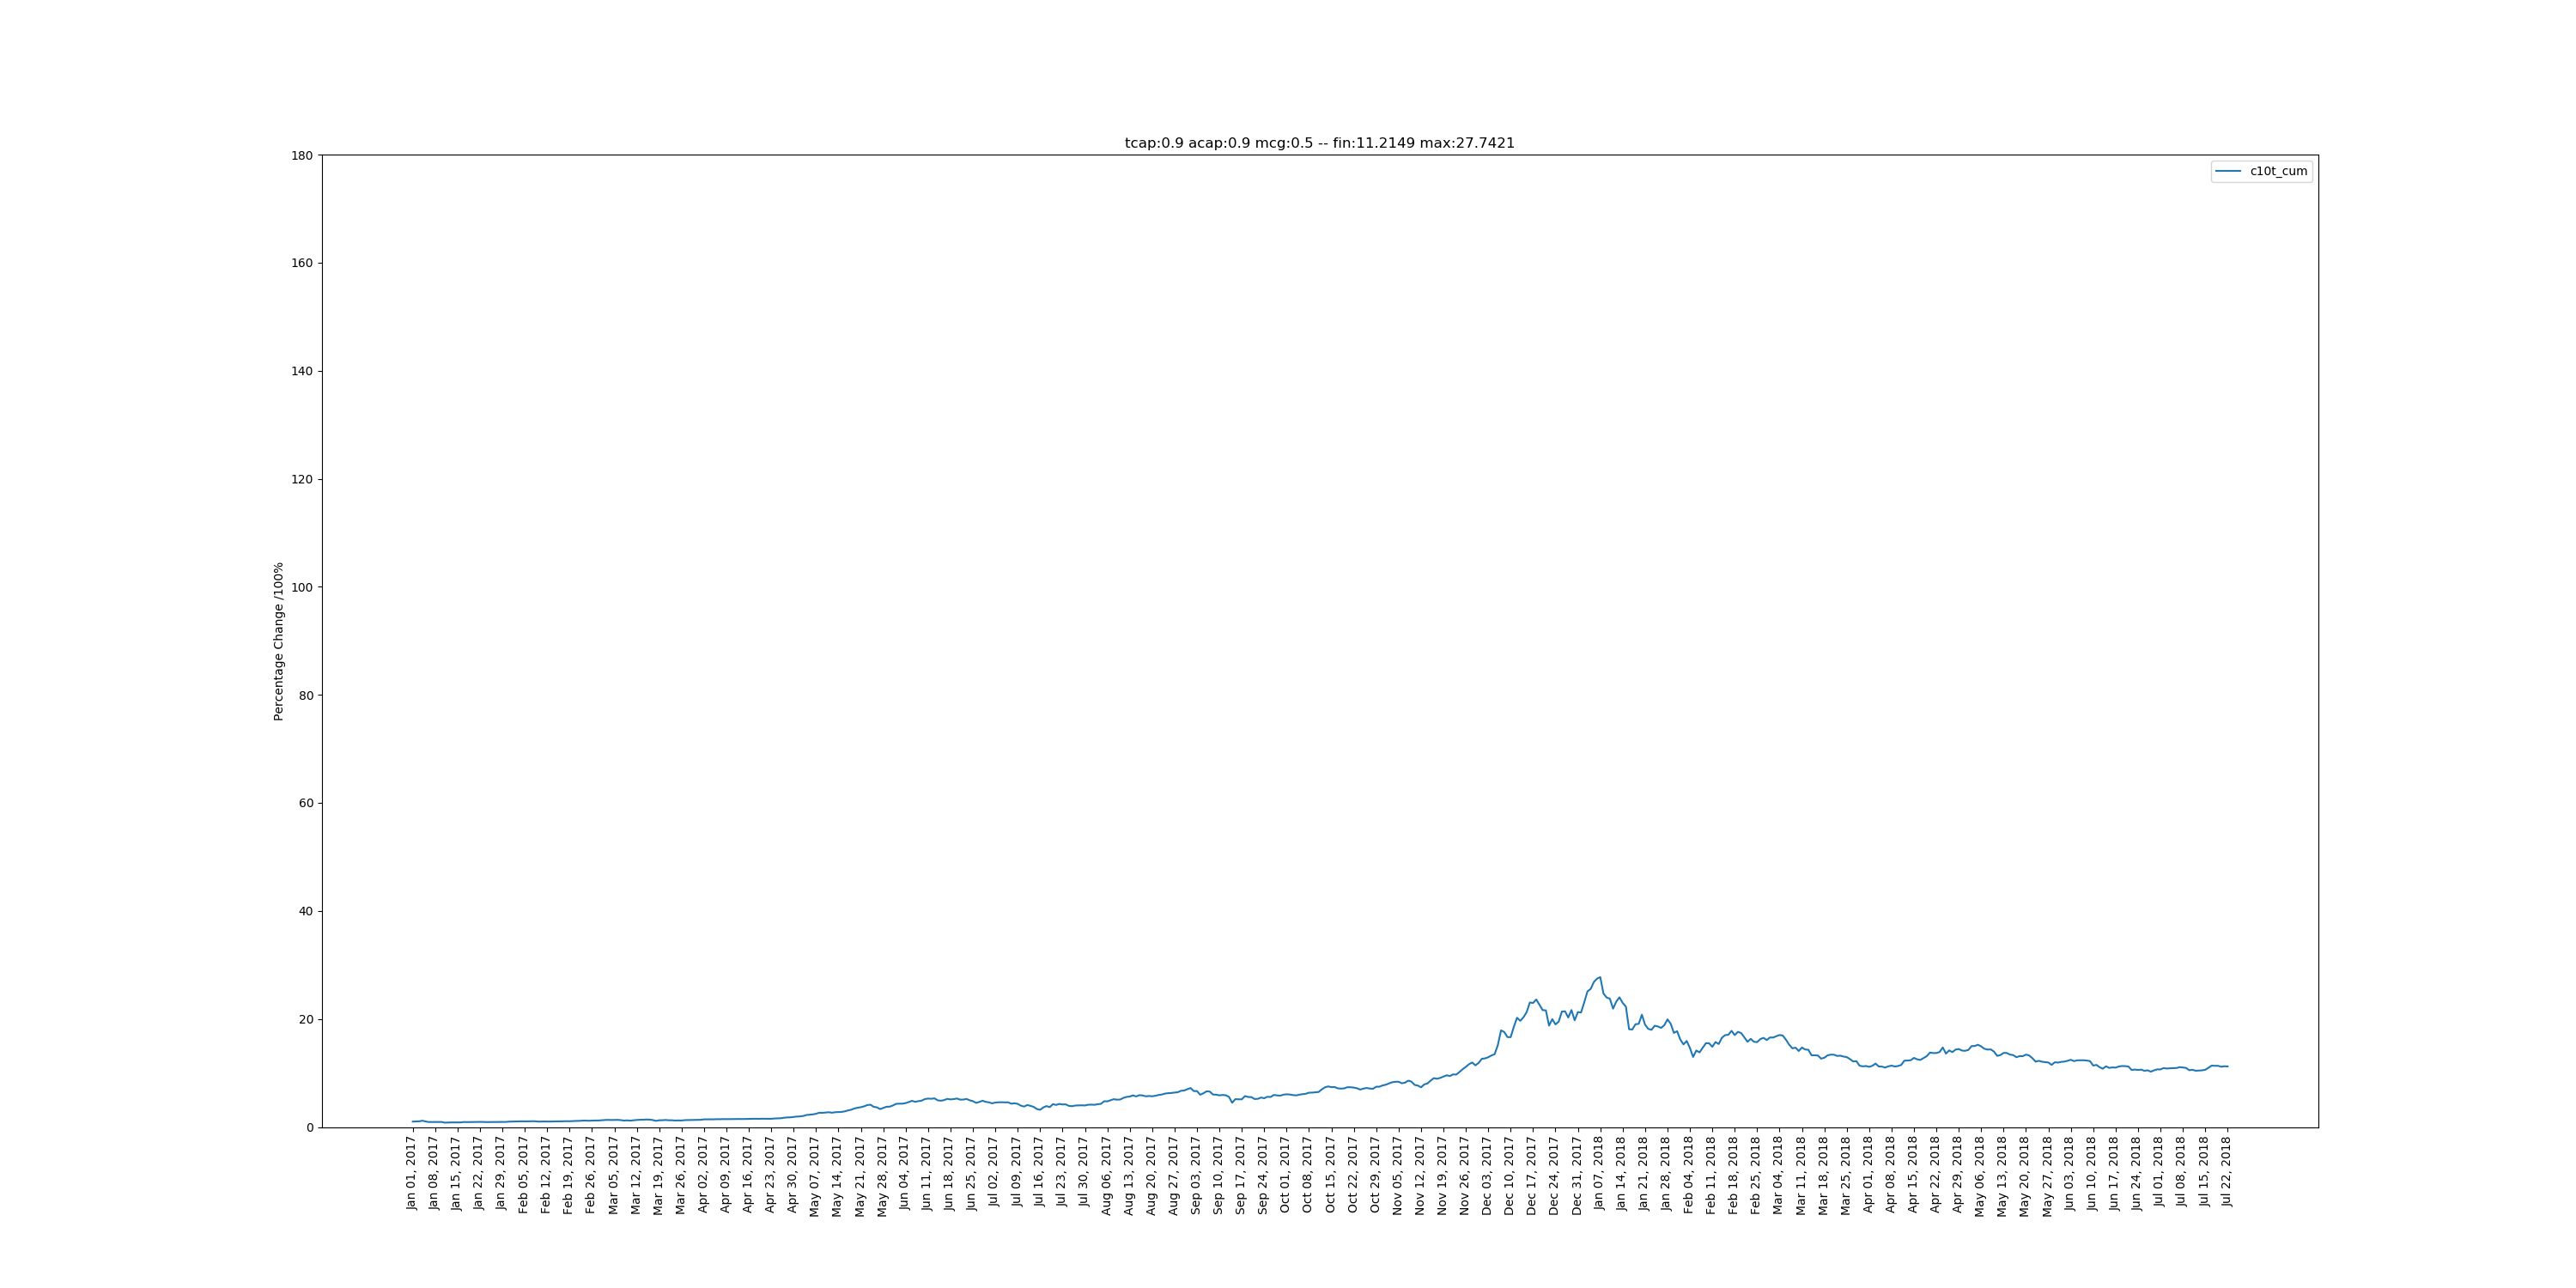 tcap:0.9 acap:0.9 mcg:0.5 -- fin:11.2149 max:27.7421
c10t_cum
Percentage Change /100%
180
160
140
120
100
80
60
40
20
0
Jan 01, 2017
Jan 08, 2017
Jan 15, 2017
Jan 22, 2017
Jan 29, 2017
Feb 05, 2017
Feb 12, 2017
Feb 19, 2017
Feb 26, 2017
Mar 05, 2017
Mar 12, 2017
Mar 19, 2017
Mar 26, 2017
Apr 02, 2017
Apr 09, 2017
Apr 16, 2017
Apr 23, 2017
Apr 30, 2017
May 07, 2017
May 14, 2017
May 21, 2017
May 28, 2017
Jun 04, 2017
Jun 11, 2017
Jun 18, 2017
Jun 25, 2017
Jul 02, 2017
Jul 09, 2017
Jul 16, 2017
Jul 23, 2017
Jul 30, 2017
Aug 06, 2017
Aug 13, 2017
Aug 20, 2017
Aug 27, 2017
Sep 03, 2017
Sep 10, 2017
Sep 17, 2017
Sep 24, 2017
Oct 01, 2017
Oct 08, 2017
Oct 15, 2017
Oct 22, 2017
Oct 29, 2017
Nov 05, 2017
Nov 12, 2017
Nov 19, 2017
Nov 26, 2017
Dec 03, 2017
Dec 10, 2017
Dec 17, 2017
Dec 24, 2017
Dec 31, 2017
Jan 07, 2018
Jan 14, 2018
Jan 21, 2018
Jan 28, 2018
Feb 04, 2018
Feb 11, 2018
Feb 18, 2018
Feb 25, 2018
Mar 04, 2018
Mar 11, 2018
Mar 18, 2018
Mar 25, 2018
Apr 01, 2018
Apr 08, 2018
Apr 15, 2018
Apr 22, 2018
Apr 29, 2018
May 06, 2018
May 13, 2018
May 20, 2018
May 27, 2018
Jun 03, 2018
Jun 10, 2018
Jun 17, 2018
Jun 24, 2018
Jul 01, 2018
Jul 08, 2018
Jul 15, 2018
Jul 22, 2018